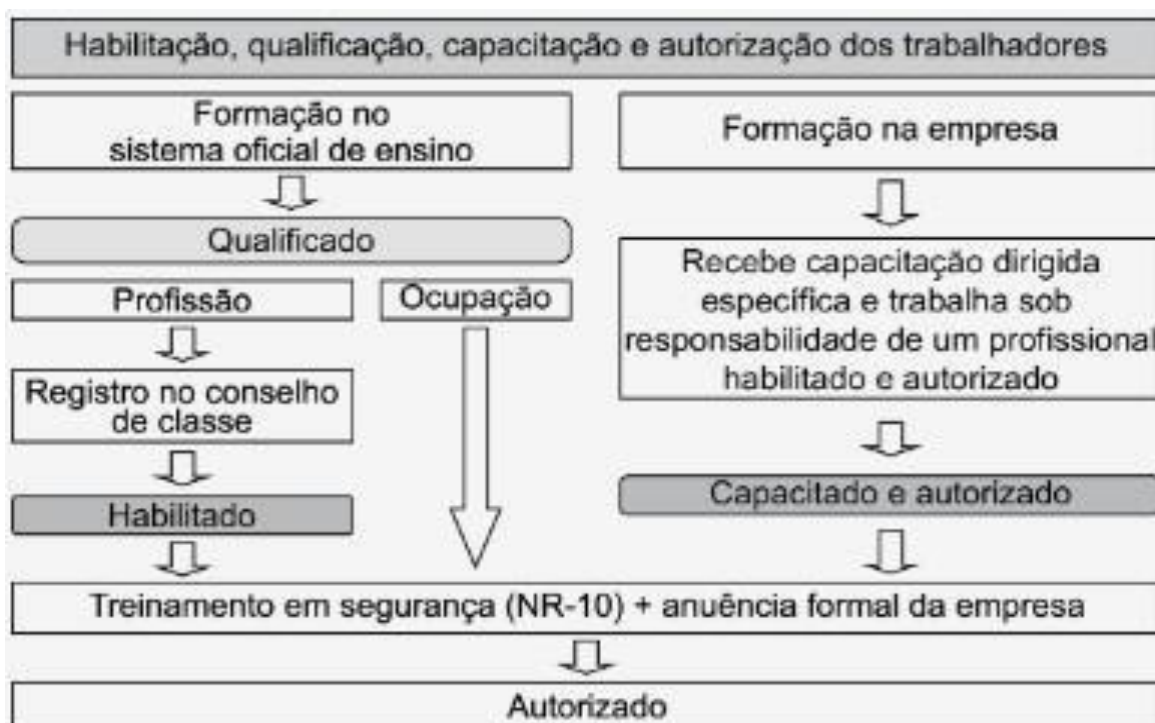 Habilitação, qualificação, capacitação e autorização dos trabalhadores
Formação no
sistema oficial de ensino
Qualificado
Profissão
Ocupação
Registro no conselho
de classe
Habilitado
Formação na empresa
Recebe capacitação dirigida
específica e trabalha sob
responsabilidade de um profissional
habilitado e autorizado
Capacitado e autorizado
Treinamento em segurança (NR-10) + anuência formal da empresa
Autorizado